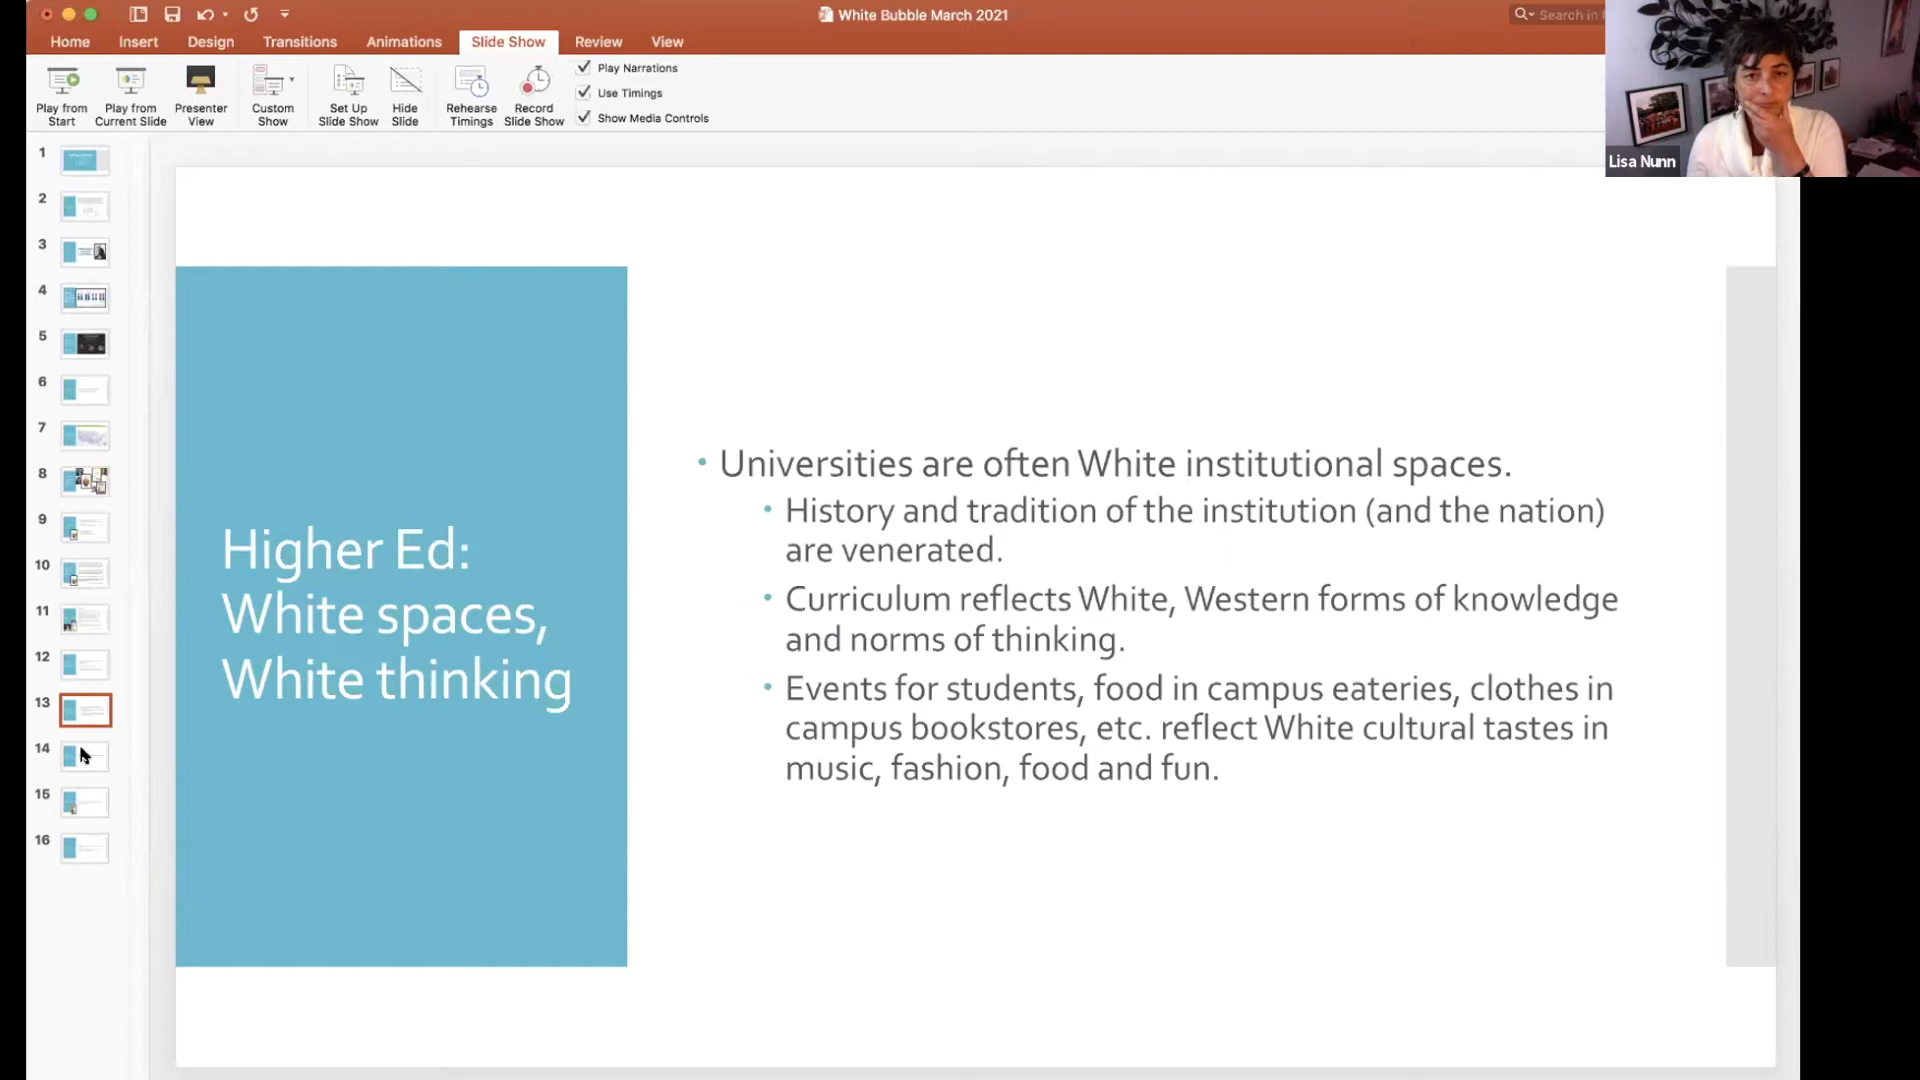 White Bubble March 2021
Search in
Home Insert Design Transitions Animations Slide Show Review View
Play from Start
Play from Current Slide
Presenter View
Custom Show
Set Up Slide Show
Hide Slide
Rehearse Timings
Record Slide Show
Play Narrations
Use Timings
Show Media Controls
Lisa Nunn
1
2
3
4
5
6
7
8
9
10
11
12
13
14
15
16
Higher Ed:
White spaces,
White thinking
• Universities are often White institutional spaces.
• History and tradition of the institution (and the nation)
are venerated.
• Curriculum reflects White, Western forms of knowledge
and norms of thinking.
• Events for students, food in campus eateries, clothes in
campus bookstores, etc. reflect White cultural tastes in
music, fashion, food and fun.